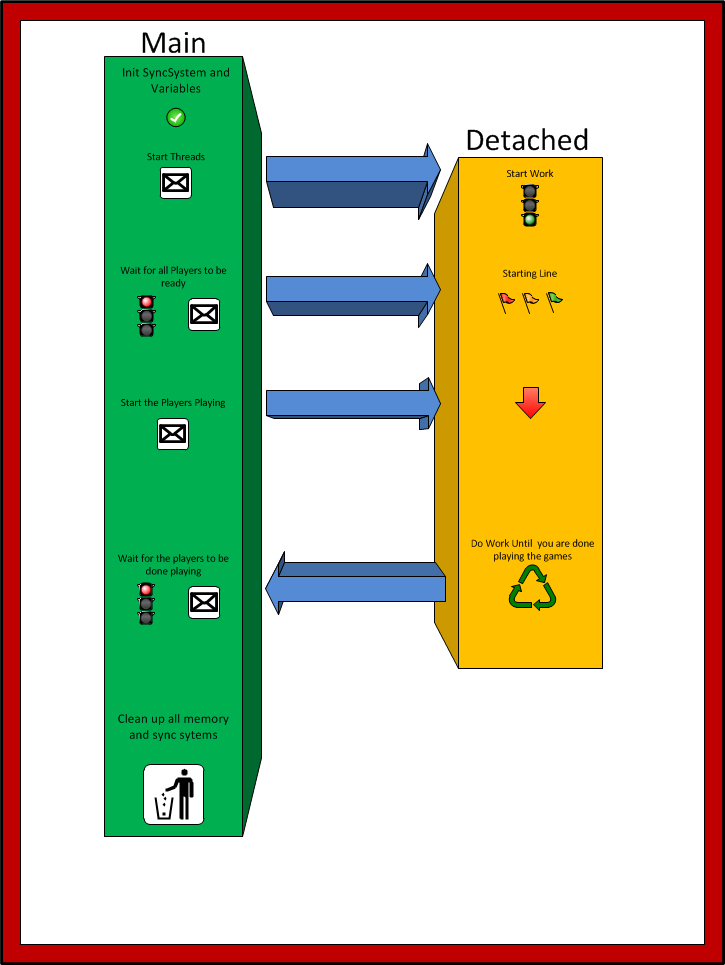 Main
Init SyncSystem and
Variables
Start Threads
Wait for all Players to be
ready
Start the Players Playing
Wait for the players to be
done playing
Clean up all memory
and sync sytems
Detached
Start Work
Starting Line
Do Work Until  you are done
playing the games